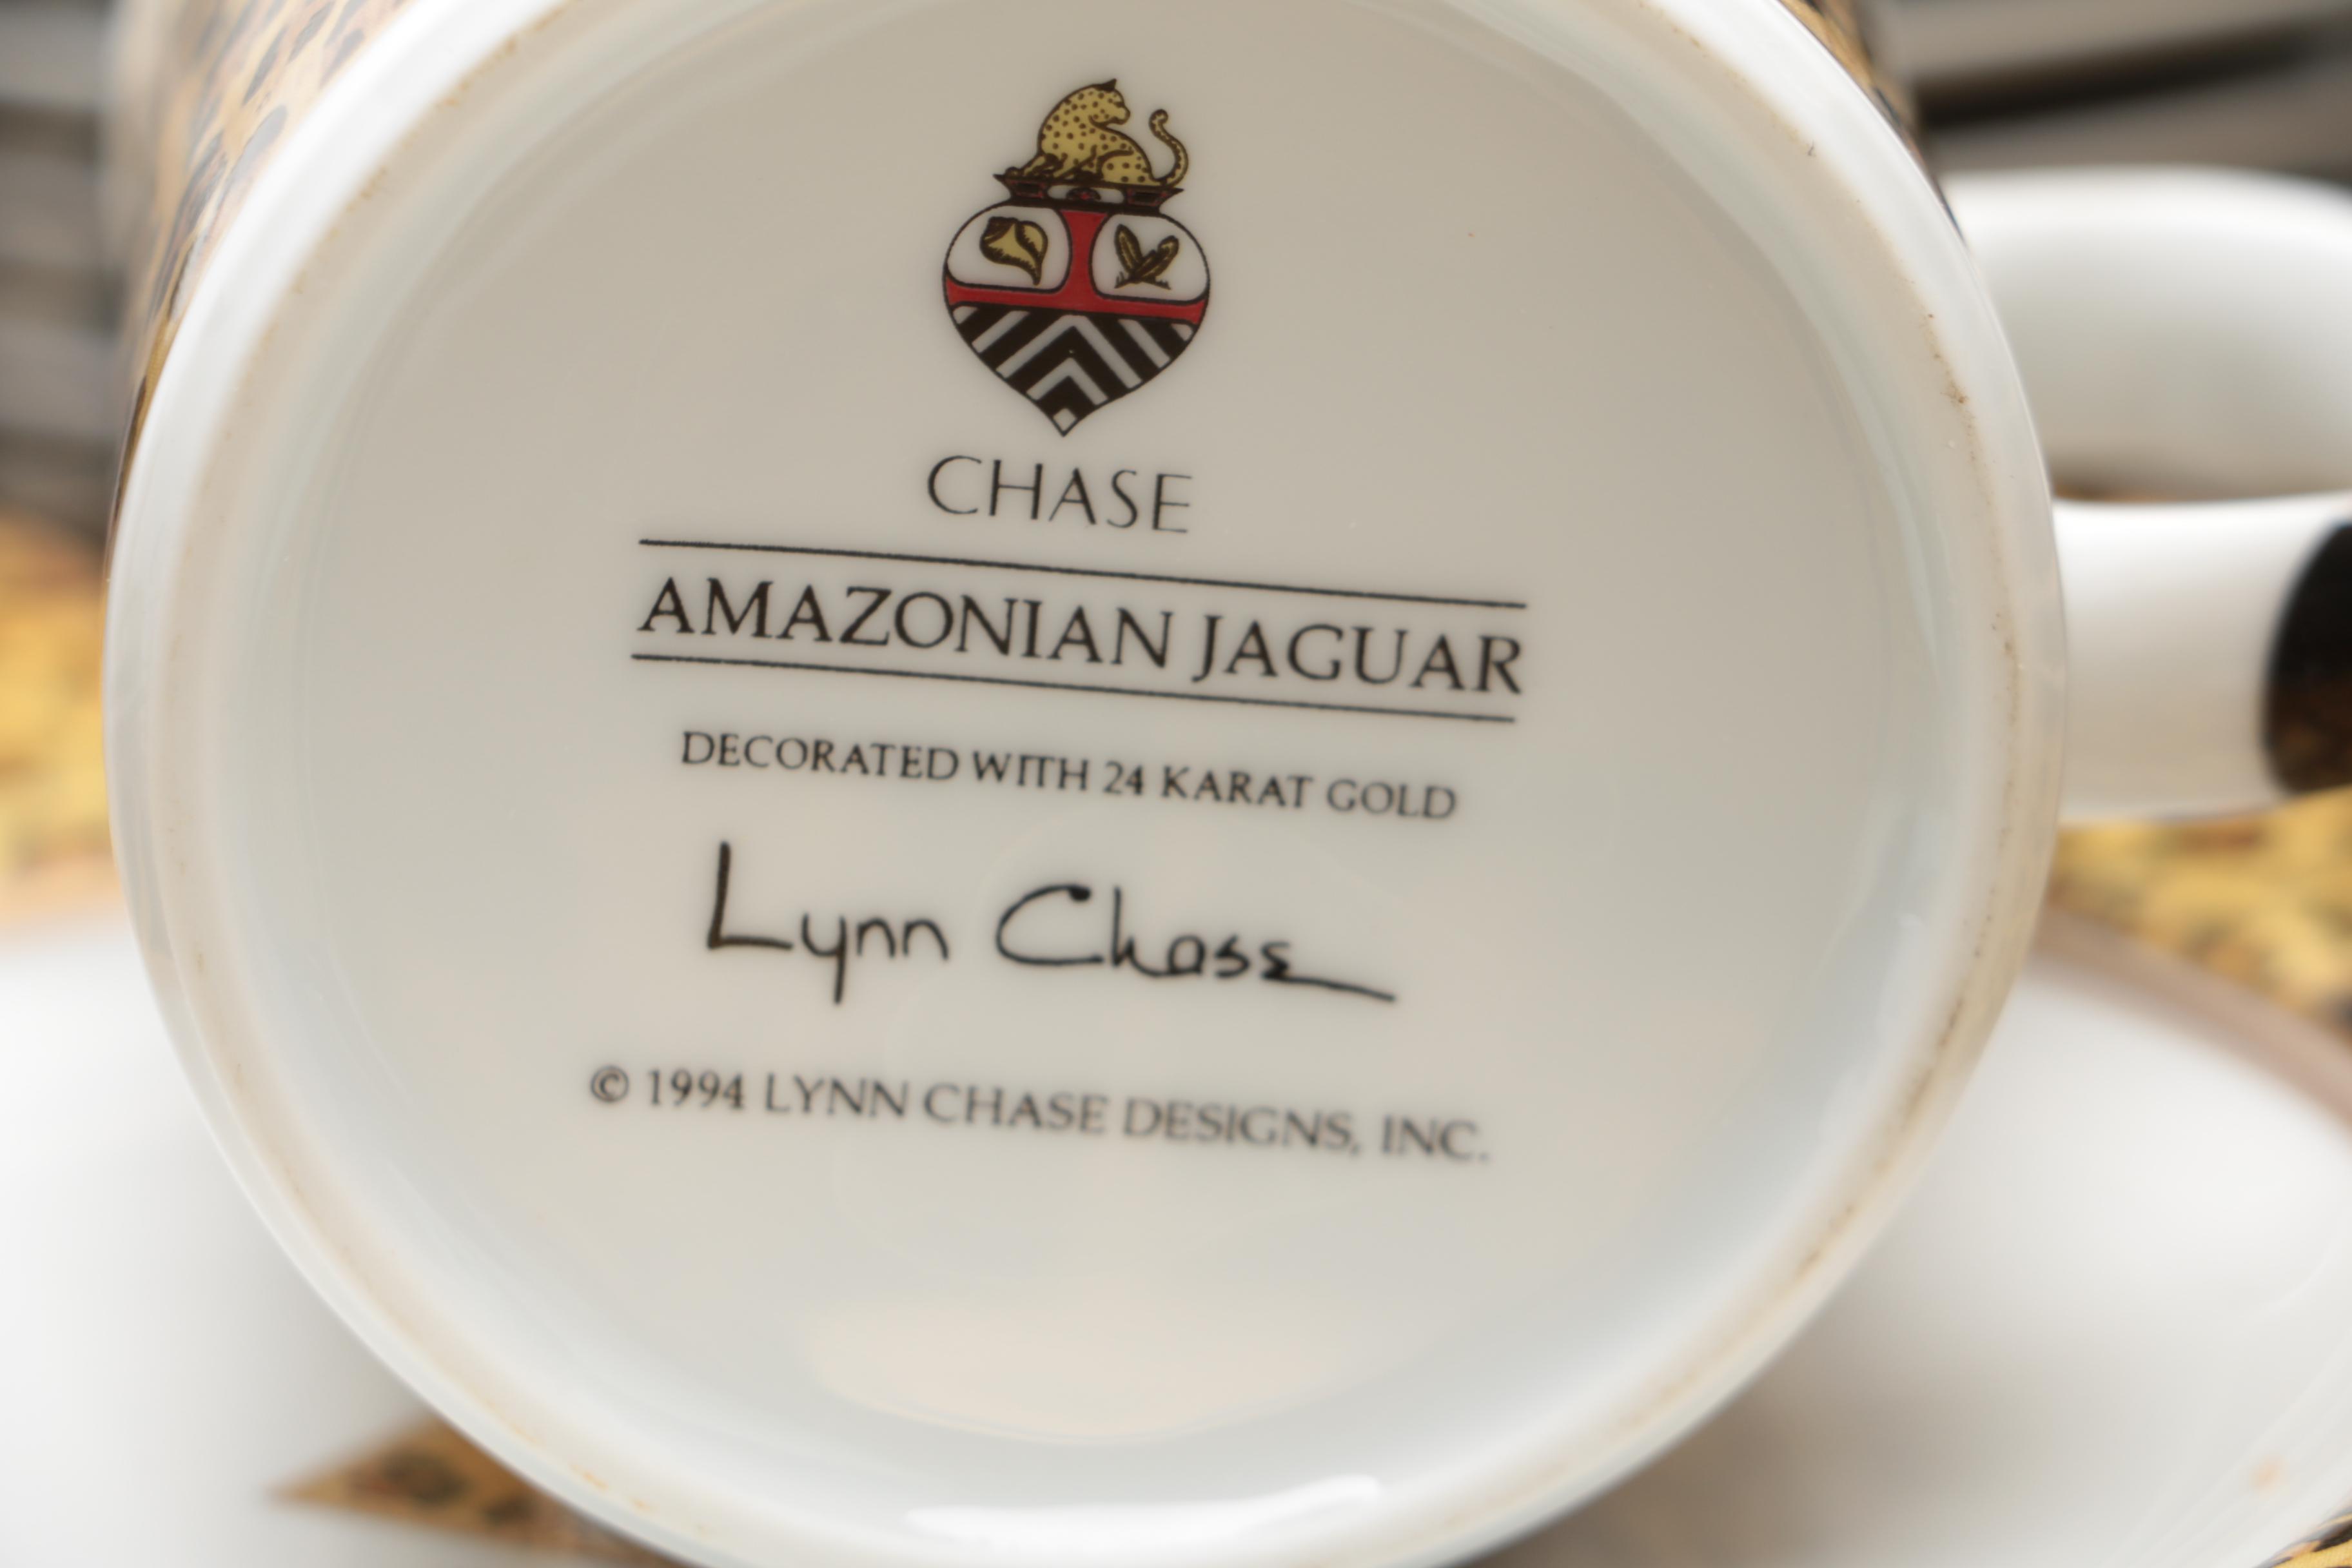 CHASE
AMAZONIAN JAGUAR
DECORATED WITH 24 KARAT GOLD
Lynn Chase
© 1994 LYNN CHASE DESIGNS, INC.